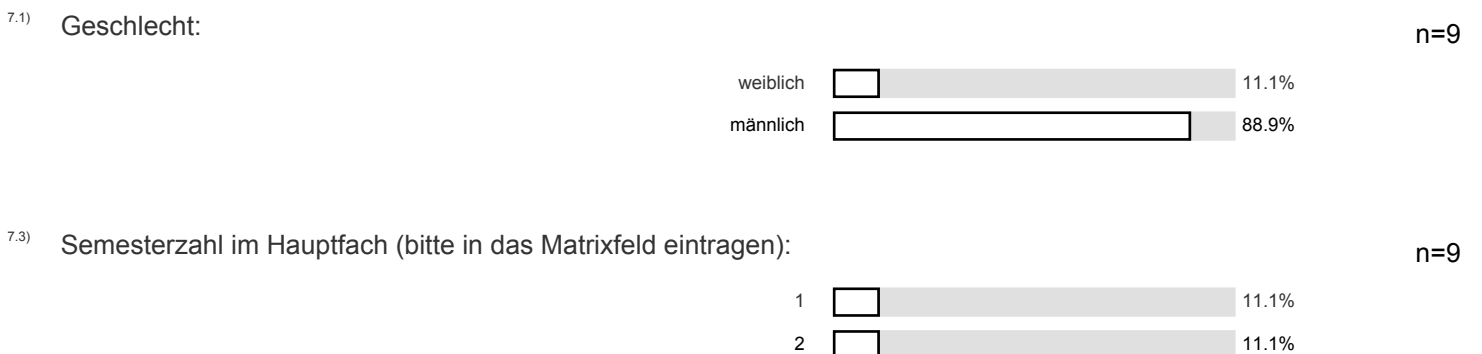 7.1) Geschlecht: n=9
weiblich 11.1%
männlich 88.9%
7.3) Semesterzahl im Hauptfach (bitte in das Matrixfeld eintragen): n=9
1 11.1%
2 11.1%